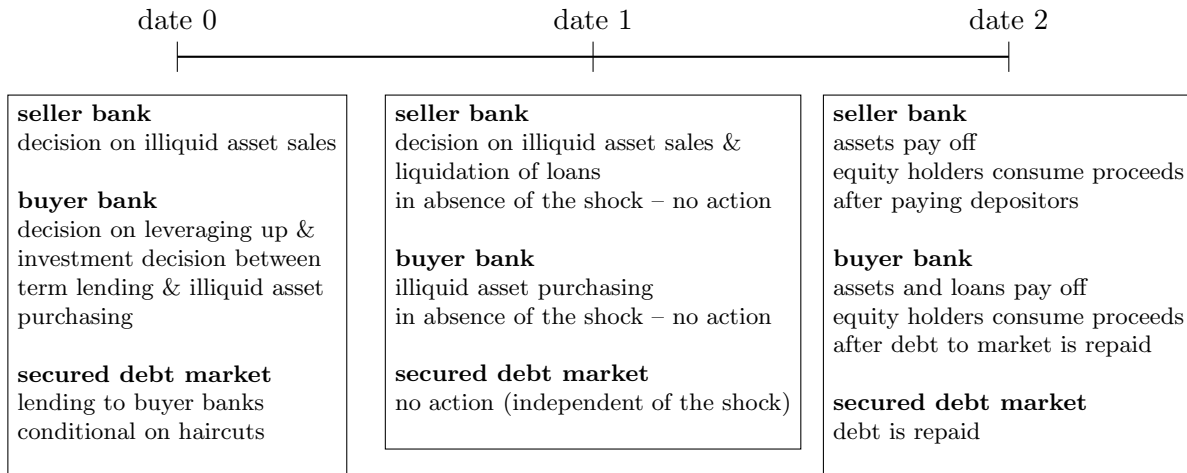 date 0
date 1
date 2
seller bank
decision on illiquid asset sales
buyer bank
decision on leveraging up &
investment decision between
term lending & illiquid asset
purchasing
secured debt market
lending to buyer banks
conditional on haircuts
seller bank
decision on illiquid asset sales &
liquidation of loans
in absence of the shock – no action
buyer bank
illiquid asset purchasing
in absence of the shock – no action
secured debt market
no action (independent of the shock)
seller bank
assets pay off
equity holders consume proceeds
after paying depositors
buyer bank
assets and loans pay off
equity holders consume proceeds
after debt to market is repaid
secured debt market
debt is repaid